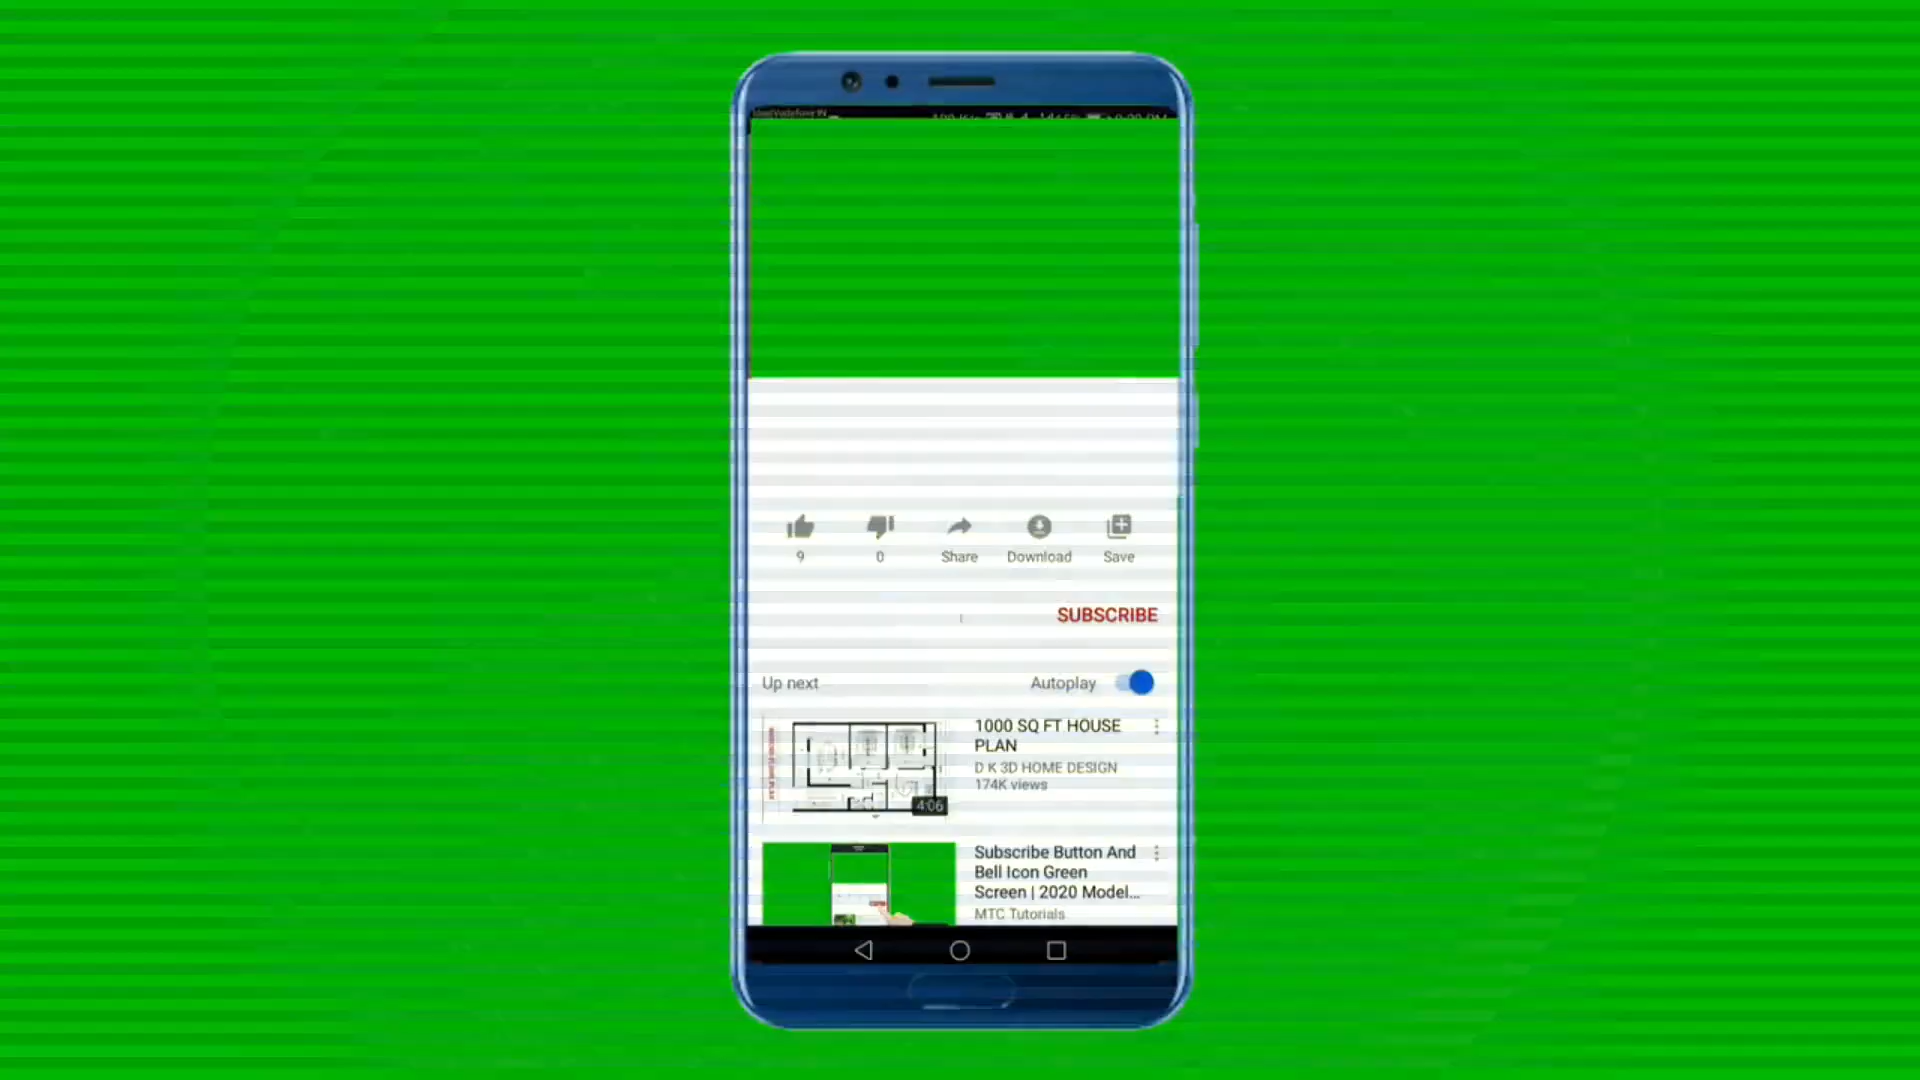 9
0
Share
Download
Save
SUBSCRIBE
Up next
Autoplay
1000 SQ FT HOUSE
PLAN
D K 3D HOME DESIGN
174K views
4:06
Subscribe Button And
Bell Icon Green
Screen | 2020 Model...
MTC Tutorials